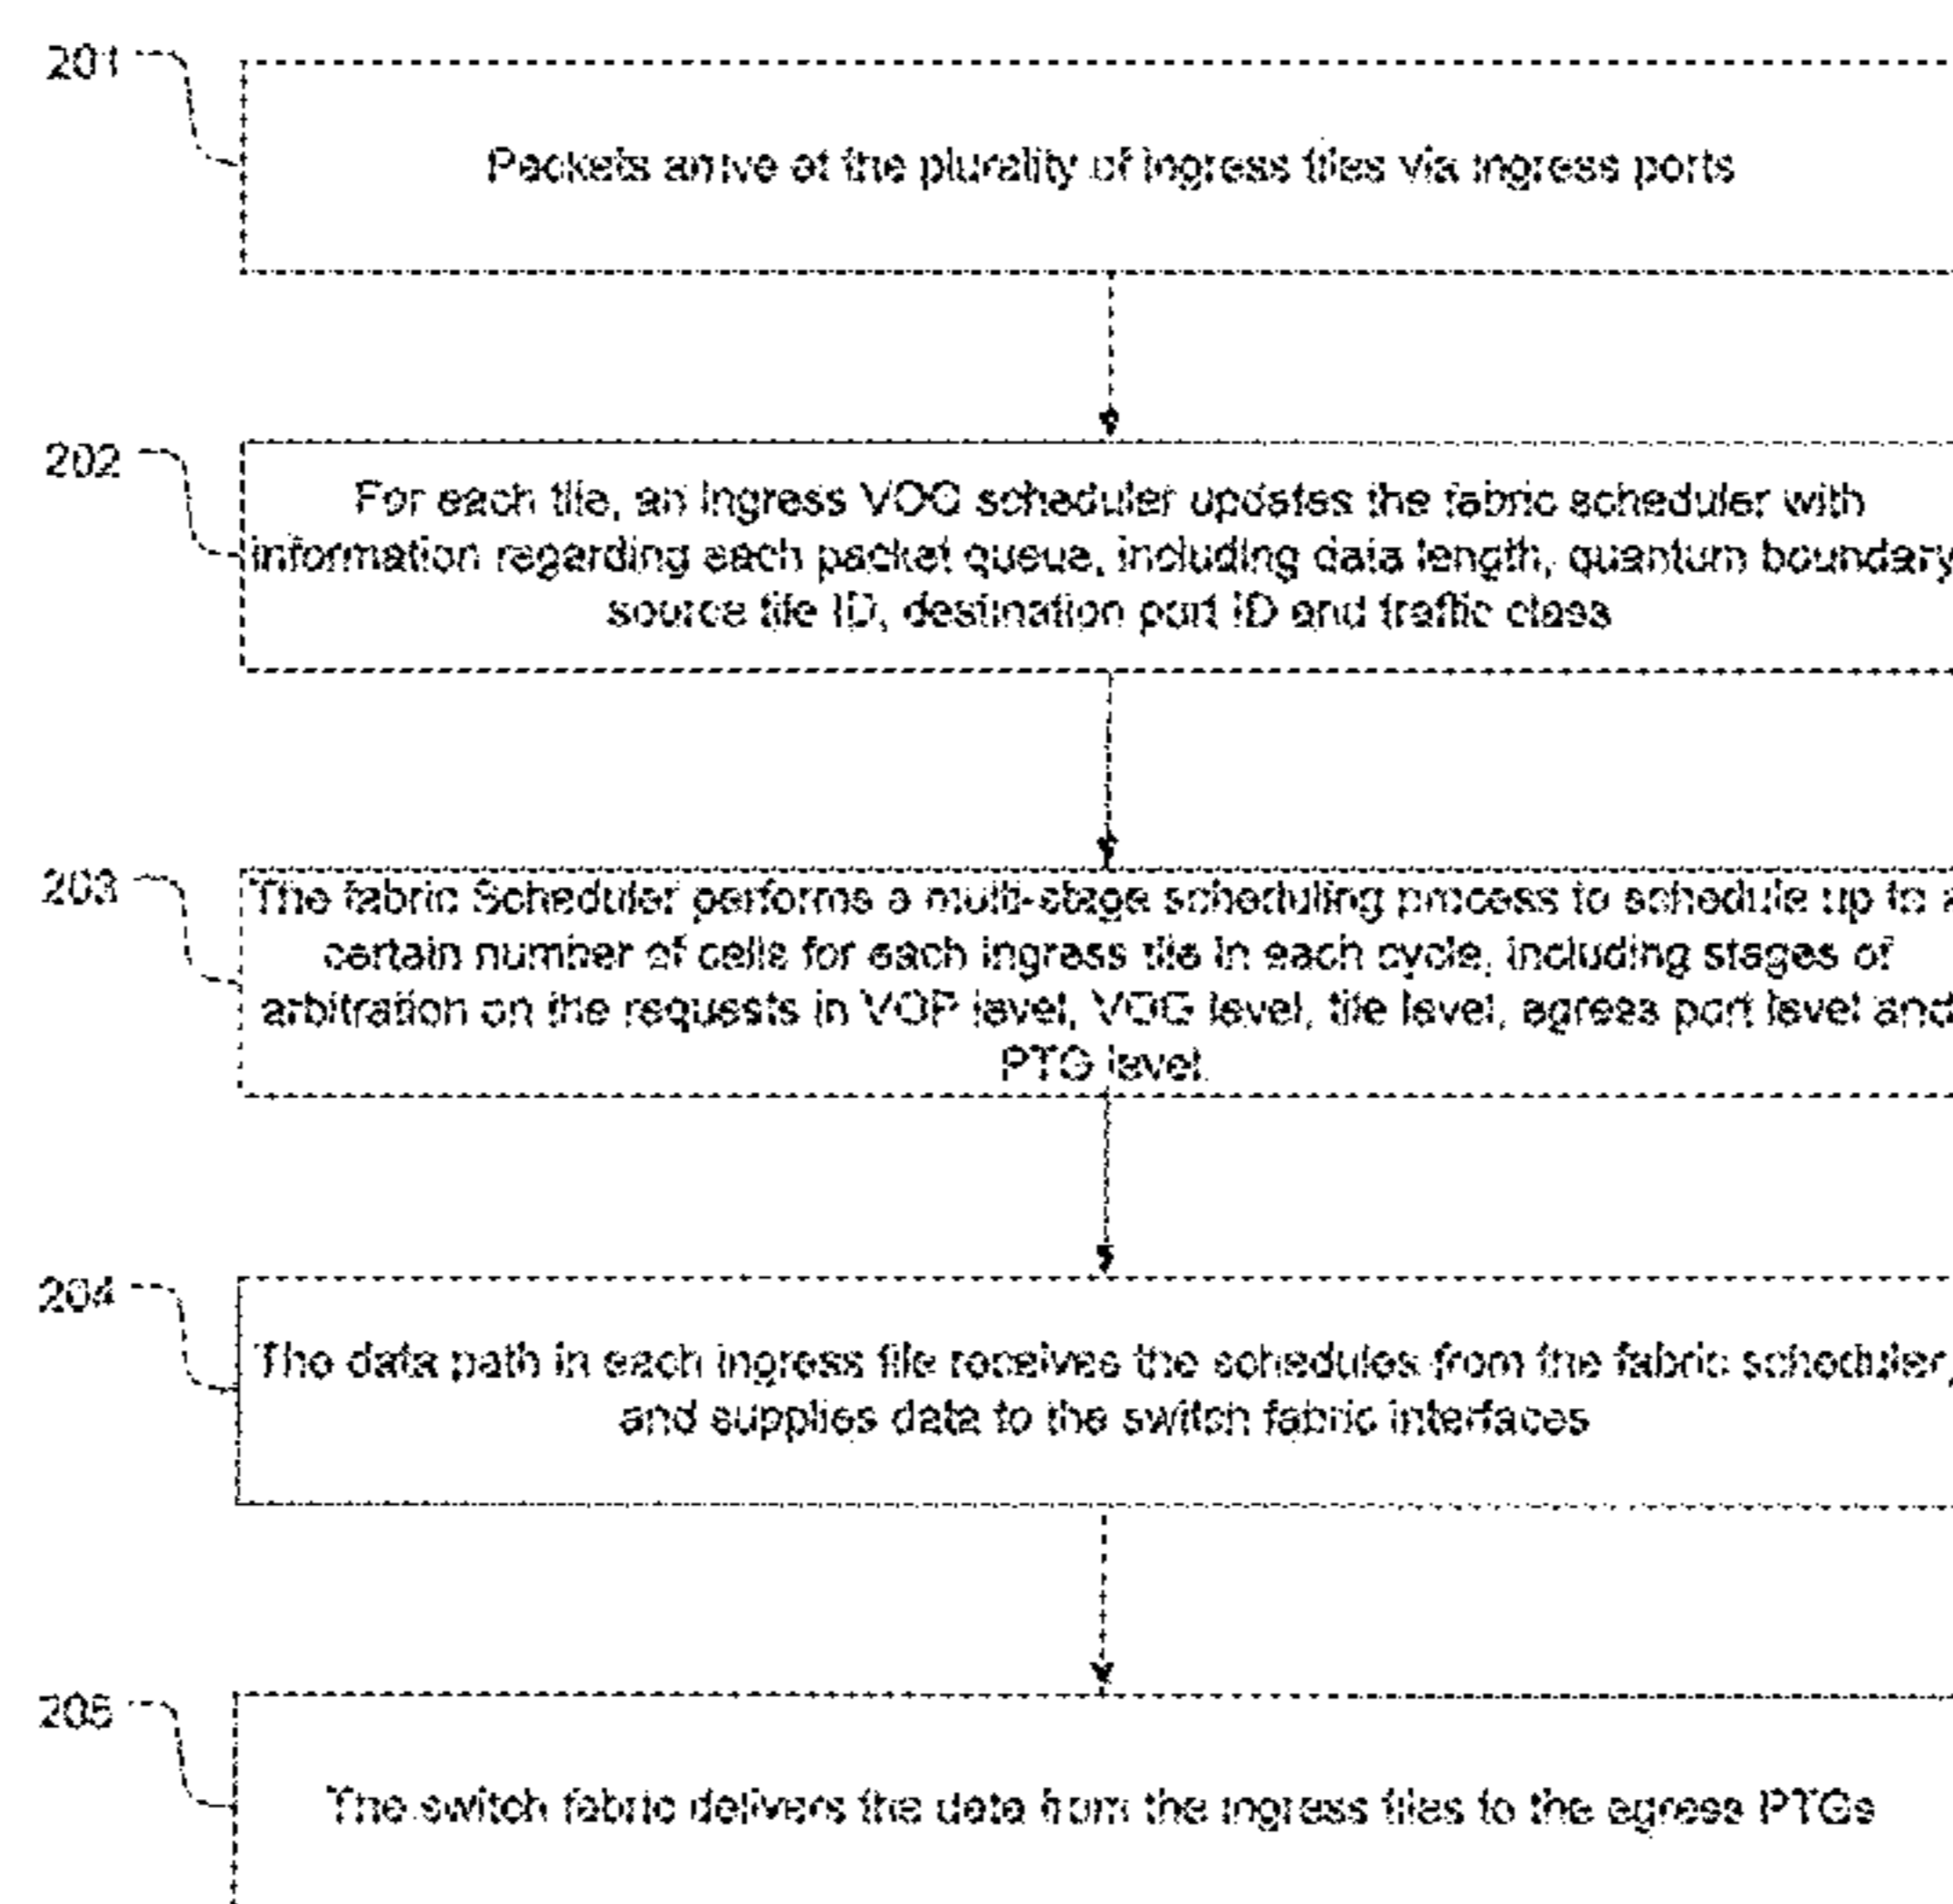 201
Packets arrive at the plurality of ingress tiles via ingress ports
202
For each tile, an ingress VOQ scheduler updates the fabric scheduler with
information regarding each packet queue, including data length, quantum boundary
source tile ID, destination port ID and traffic class
203
The fabric Scheduler performs a multi-stage scheduling process to schedule up to a
certain number of cells for each ingress tile in each cycle, including stages of
arbitration on the requests in VOP level, VOG level, tile level, egress port level and
PTG level.
204
The data path in each ingress tile receives the schedules from the fabric scheduler,
and supplies data to the switch fabric interfaces
205
The switch fabric delivers the data from the ingress tiles to the egress PTGs